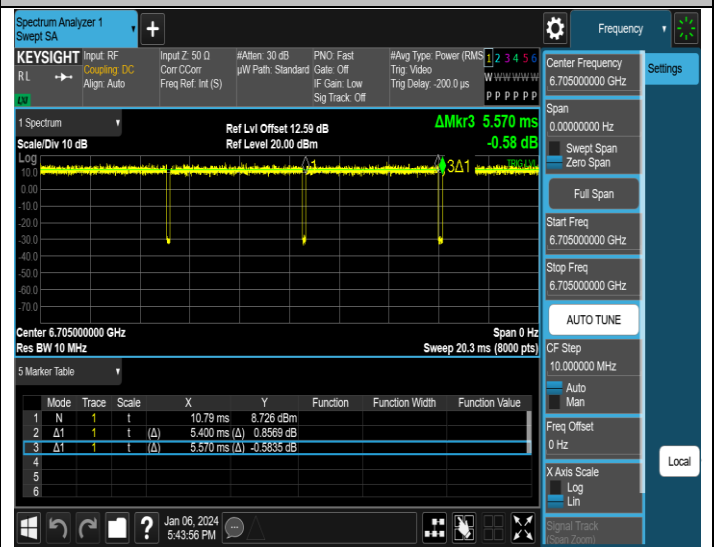 Spectrum Analyzer 1
Swept SA
Frequency
KEYSIGHT
RL
LXI
Input: RF
Coupling: DC
Align: Auto
Input Z: 50 Ω
Corr CCorr
Freq Ref: Int (S)
#Atten: 30 dB
µW Path: Standard
PNO: Fast
Gate: Off
IF Gain: Low
Sig Track: Off
#Avg Type: Power (RMS
Trig: Video
Trig Delay: -200.0 µs
1 2 3 4 5 6
W W W W W W
P P P P P P
1 Spectrum
Scale/Div 10 dB
Ref Lvl Offset 12.59 dB
Ref Level 20.00 dBm
ΔMkr3 5.570 ms
-0.58 dB
Log
10.0
0.00
-10.0
-20.0
-30.0
-40.0
-50.0
-60.0
-70.0
1
3Δ1
TRIG LVL
Center 6.705000000 GHz
Res BW 10 MHz
Span 0 Hz
Sweep 20.3 ms (8000 pts)
5 Marker Table
Mode Trace Scale X Y Function Function Width Function Value
1 N 1 t 10.79 ms 8.726 dBm
2 Δ1 1 t (Δ) 5.400 ms (Δ) 0.8569 dB
3 Δ1 1 t (Δ) 5.570 ms (Δ) -0.5835 dB
4
5
6
?
Jan 06, 2024
5:43:56 PM
Center Frequency
6.705000000 GHz
Span
0.00000000 Hz
Swept Span
Zero Span
Full Span
Start Freq
6.705000000 GHz
Stop Freq
6.705000000 GHz
AUTO TUNE
CF Step
10.000000 MHz
Auto
Man
Freq Offset
0 Hz
X Axis Scale
Log
Lin
Signal Track
(Span Zoom)
Settings
Local